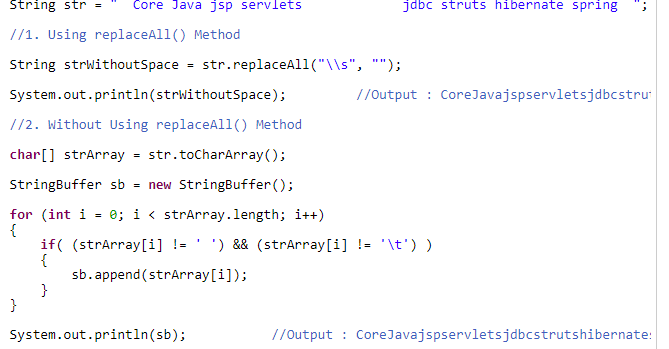 String str = "  Core Java jsp servlets             jdbc struts hibernate spring  ";
//1. Using replaceAll() Method
String strWithoutSpace = str.replaceAll("\\s", "");
System.out.println(strWithoutSpace);         //Output : CoreJavajspservletsjdbcstrut
//2. Without Using replaceAll() Method
char[] strArray = str.toCharArray();
StringBuffer sb = new StringBuffer();
for (int i = 0; i < strArray.length; i++)
{
    if( (strArray[i] != ' ') && (strArray[i] != '\t') )
    {
        sb.append(strArray[i]);
    }
}
System.out.println(sb);           //Output : CoreJavajspservletsjdbcstrutshibernates